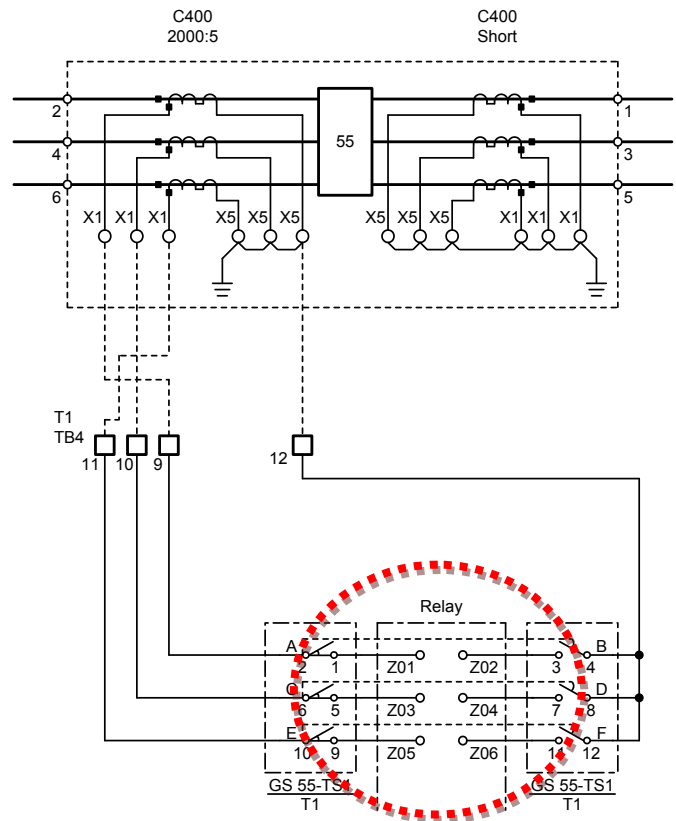 C400 C400
2000:5 Short
2 1
55
4 3
6 5
X1 X1 X1 X5 X5 X5 X5 X5 X5 X1 X1 X1
T1
TB4
11 10 9 12
Relay
A B
2 1 Z01 Z02 3 4
C D
6 5 Z03 Z04 7 8
E F
10 9 Z05 Z06 11 12
GS 55-TS1 GS 55-TS1
T1 T1